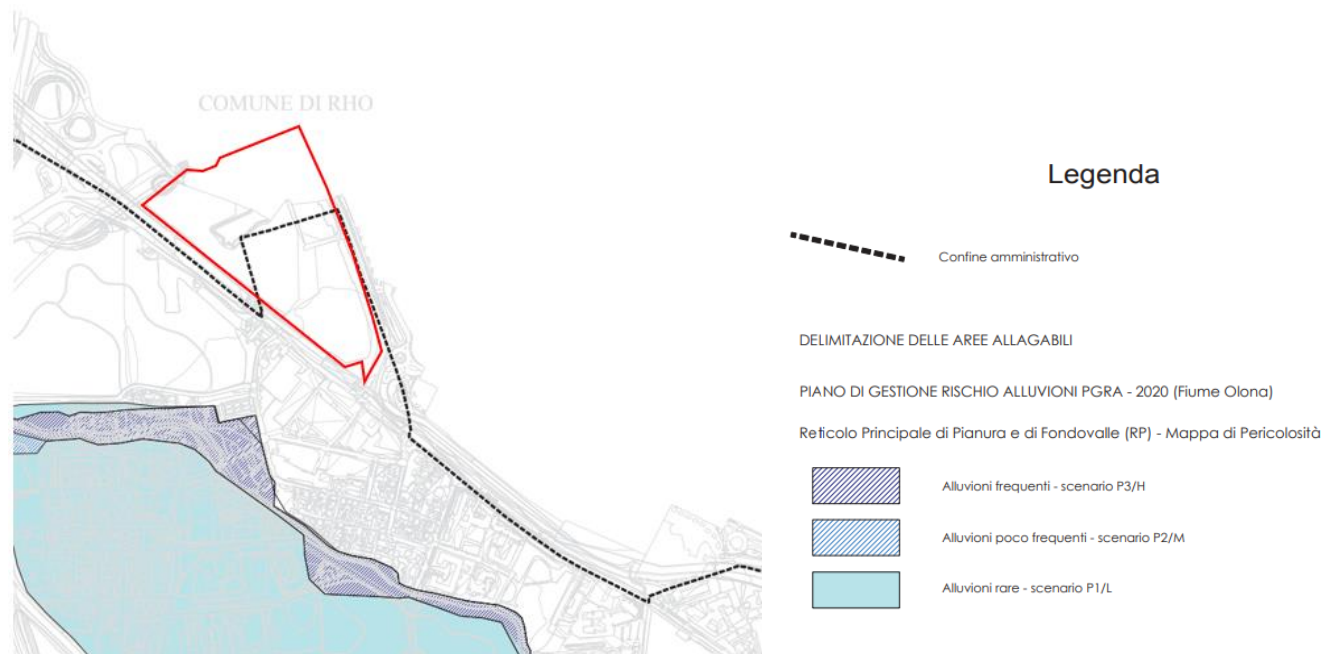 COMUNE DI RHO
Legenda
Confine amministrativo
DELIMITAZIONE DELLE AREE ALLAGABILI
PIANO DI GESTIONE RISCHIO ALLUVIONI PGRA - 2020 (Fiume Olona)
Reticolo Principale di Pianura e di Fondovalle (RP) - Mappa di Pericolosità
Alluvioni frequenti - scenario P3/H
Alluvioni poco frequenti - scenario P2/M
Alluvioni rare - scenario P1/L